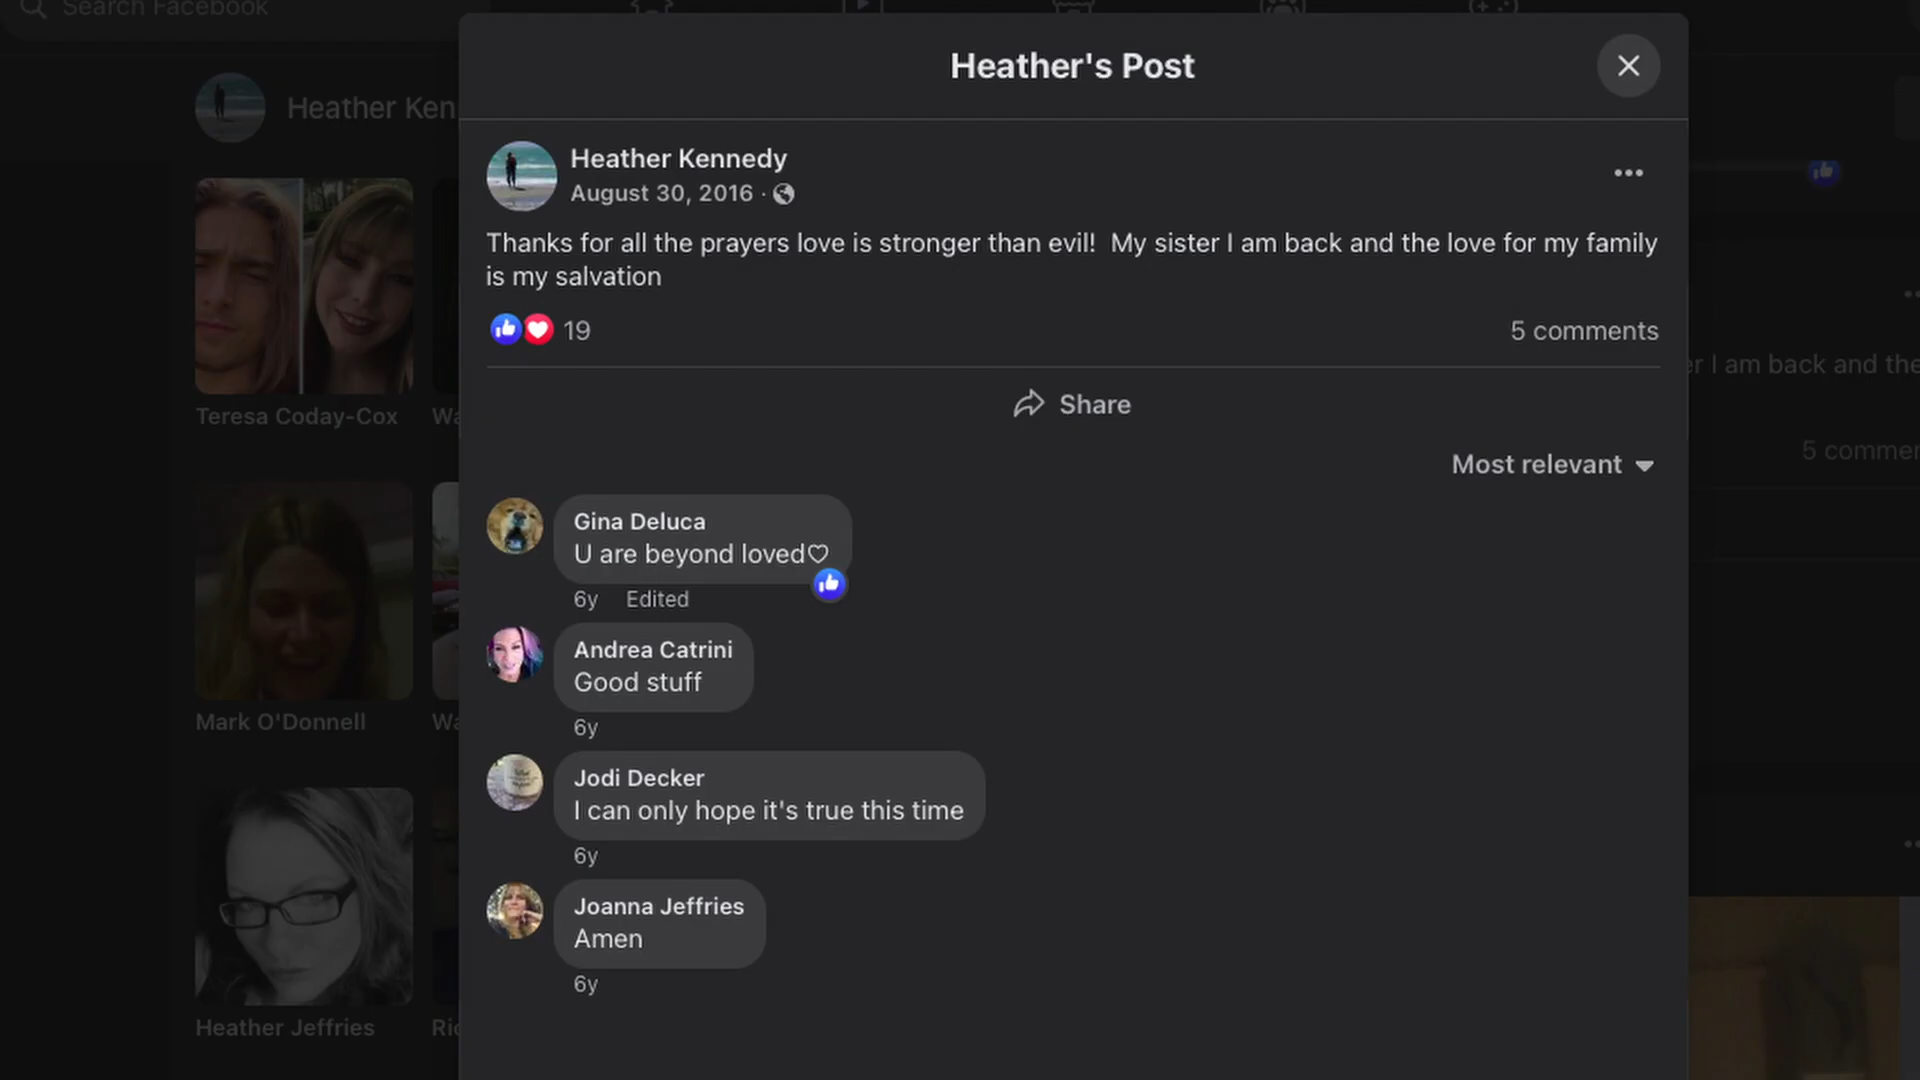 Search Facebook
Heather's Post
Heather Ken
Heather Kennedy
August 30, 2016 ·
Thanks for all the prayers love is stronger than evil!  My sister I am back and the love for my family
is my salvation
19
5 comments
er I am back and the
Share
Teresa Coday-Cox
Wa
5 commen
Most relevant
Gina Deluca
U are beyond loved♡
6y Edited
Andrea Catrini
Good stuff
Mark O'Donnell
Wa
6y
Jodi Decker
I can only hope it's true this time
6y
Joanna Jeffries
Amen
6y
Heather Jeffries
Ric